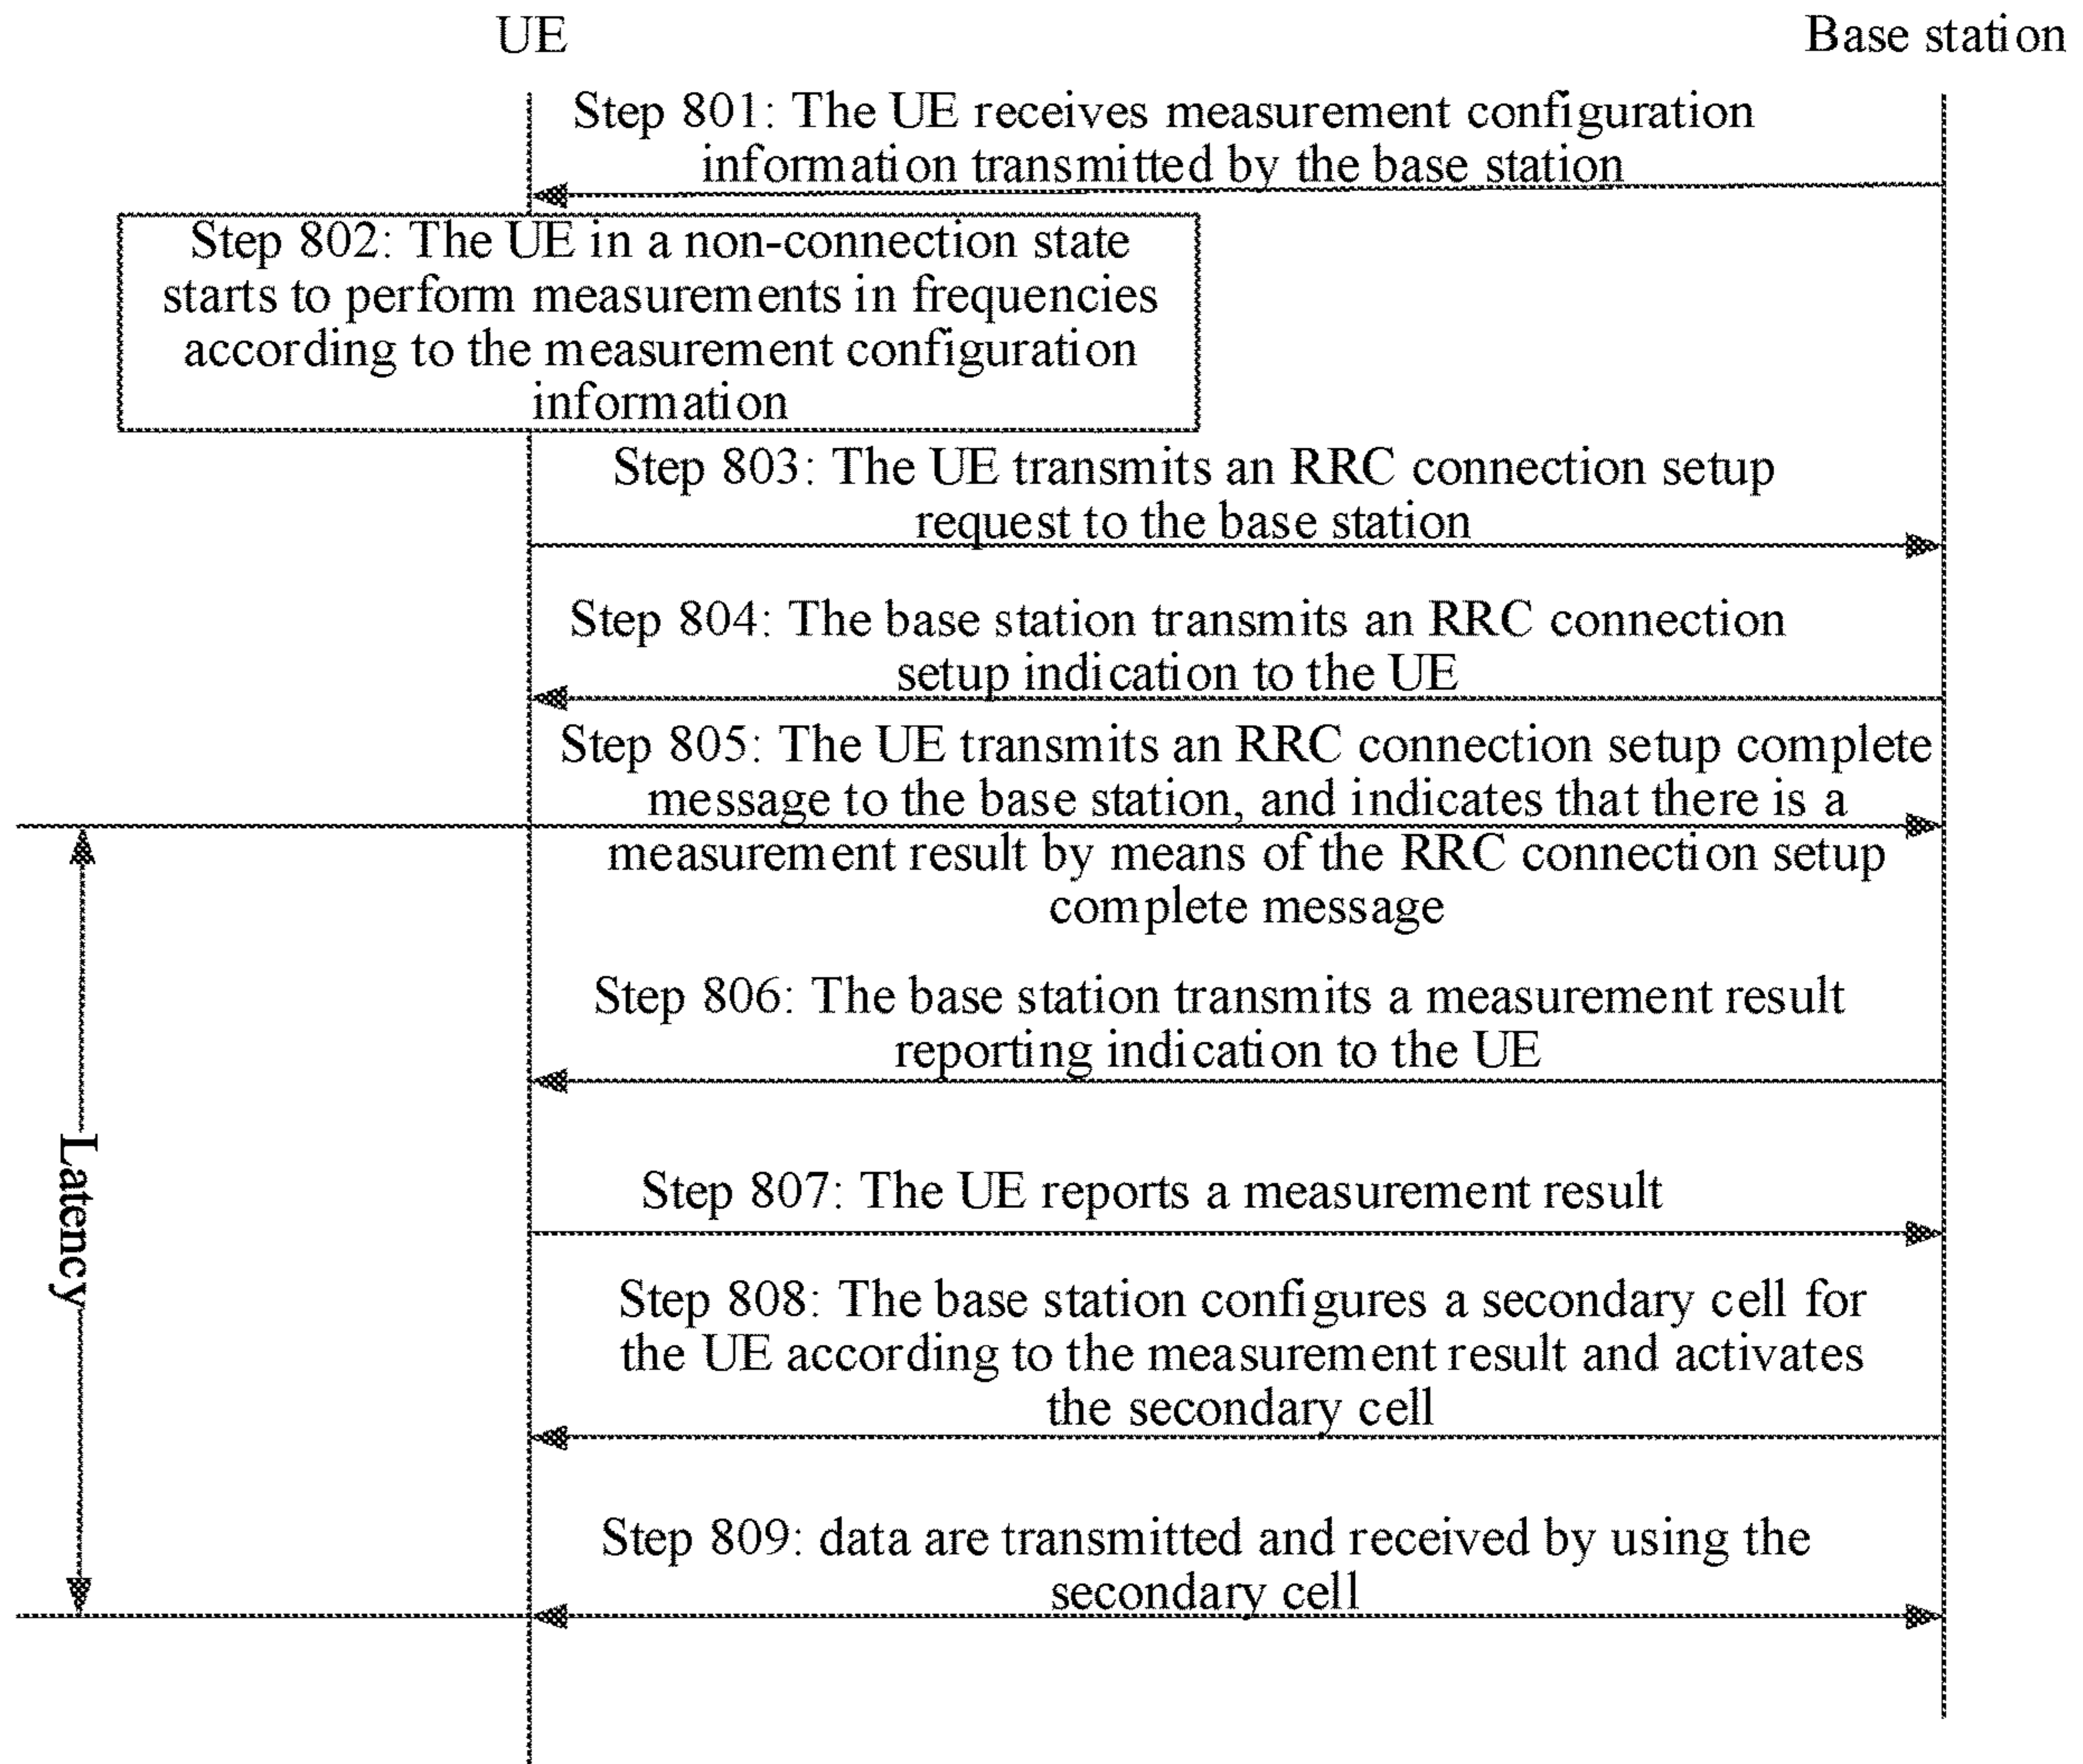 UE
Base station
Step 801: The UE receives measurement configuration
information transmitted by the base station
Step 802: The UE in a non-connection state
starts to perform measurements in frequencies
according to the measurement configuration
information
Step 803: The UE transmits an RRC connection setup
request to the base station
Step 804: The base station transmits an RRC connection
setup indication to the UE
Step 805: The UE transmits an RRC connection setup complete
message to the base station, and indicates that there is a
measurement result by means of the RRC connection setup
complete message
Step 806: The base station transmits a measurement result
reporting indication to the UE
Latency
Step 807: The UE reports a measurement result
Step 808: The base station configures a secondary cell for
the UE according to the measurement result and activates
the secondary cell
Step 809: data are transmitted and received by using the
secondary cell